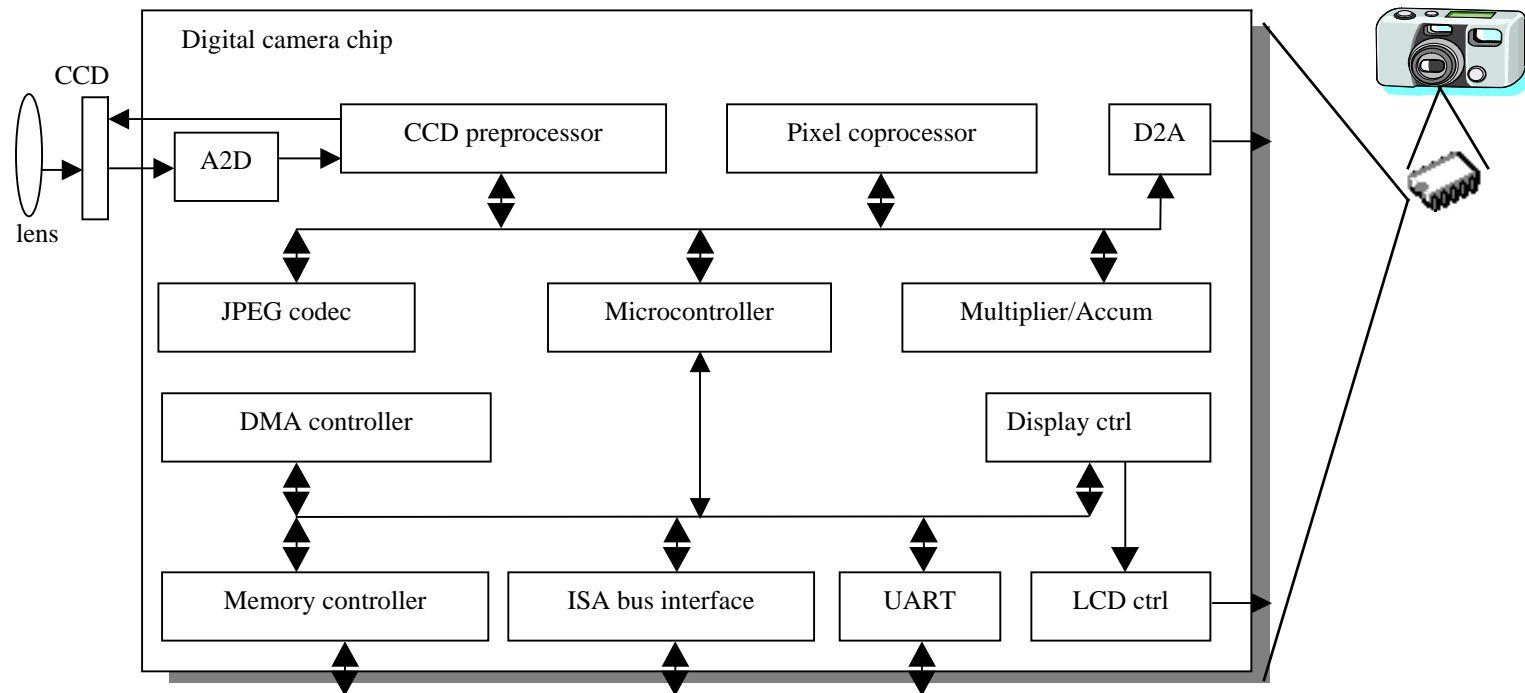 Digital camera chip
CCD
lens
A2D
CCD preprocessor
Pixel coprocessor
D2A
JPEG codec
Microcontroller
Multiplier/Accum
DMA controller
Display ctrl
Memory controller
ISA bus interface
UART
LCD ctrl